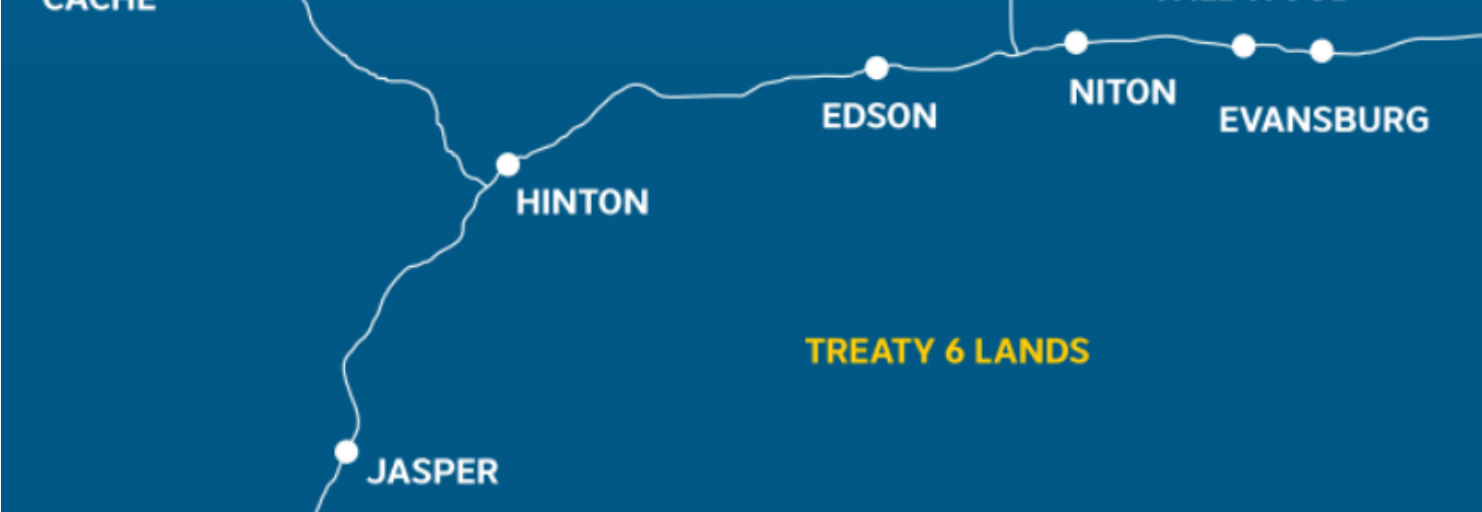 CACHE
NITON
EDSON
EVANSBURG
HINTON
TREATY 6 LANDS
JASPER